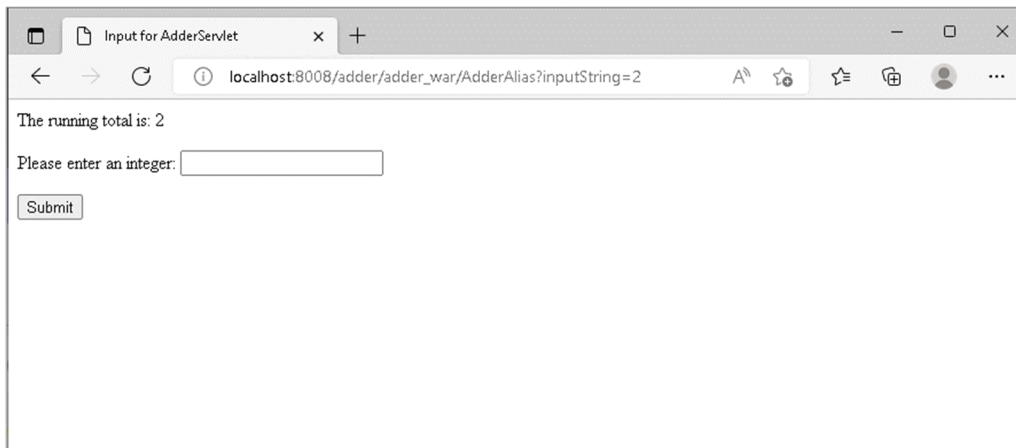 Input for AdderServlet
localhost:8008/adder/adder_war/AdderAlias?inputString=2
The running total is: 2
Please enter an integer:
Submit